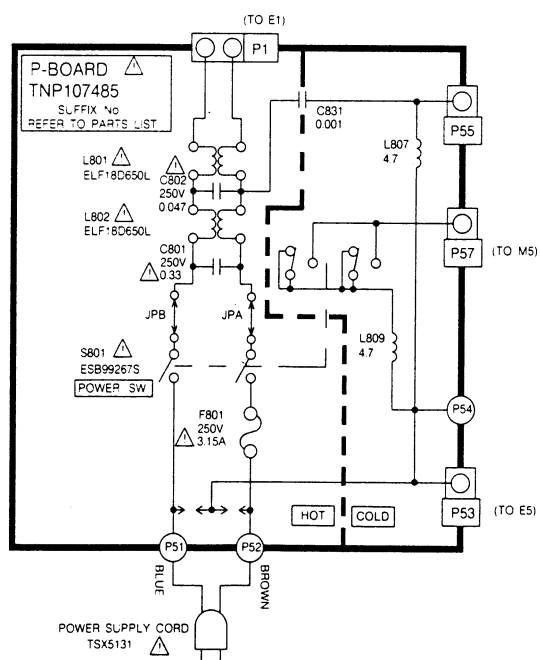 (TO E1)
P1
P-BOARD
TNP107485
SUFFIX No
REFER TO PARTS LIST
C831
0.001
P55
L807
4.7
L801
ELF18D650L
C802
250V
0.047
L802
ELF18D650L
C801
250V
0.33
P57
(TO M5)
JPB
JPA
L809
4.7
S801
ESB99267S
POWER SW
F801
250V
3.15A
P54
HOT
COLD
P53
(TO E5)
P51
P52
BLUE
BROWN
POWER SUPPLY CORD
TSX5131